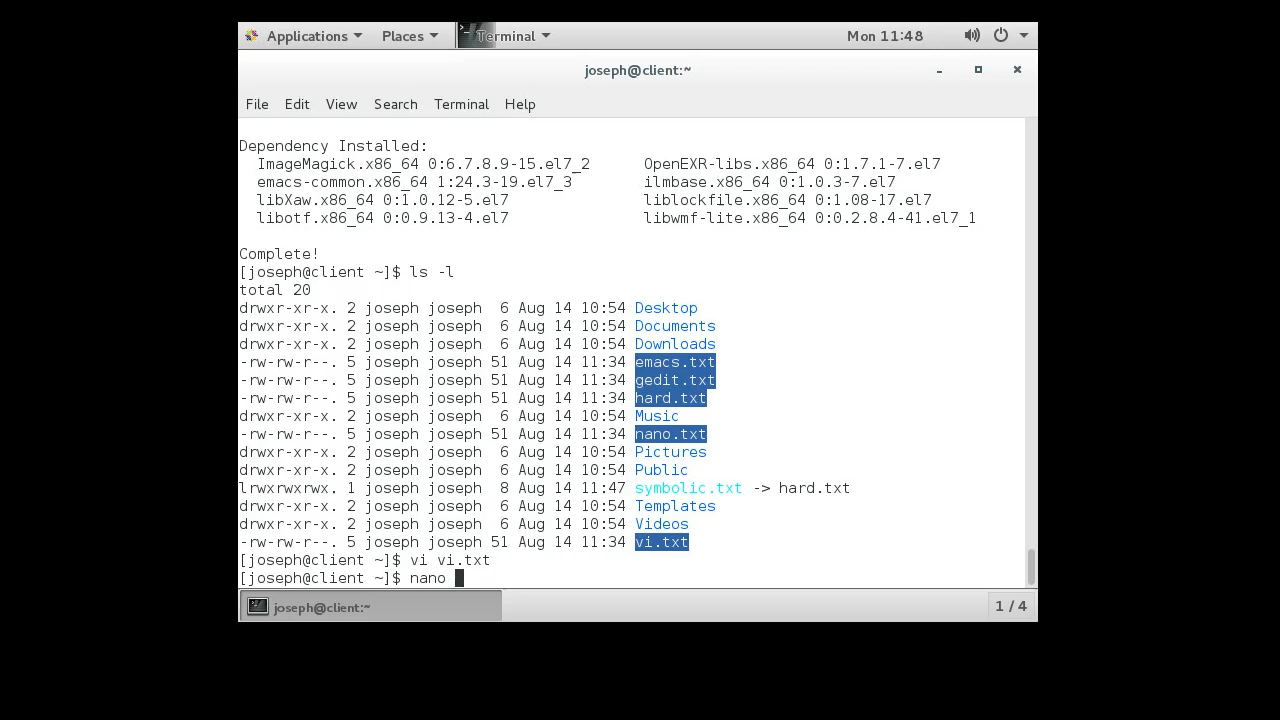 Applications Places Terminal Mon 11:48
joseph@client:~
File Edit View Search Terminal Help
Dependency Installed:
ImageMagick.x86_64 0:6.7.8.9-15.el7_2 OpenEXR-libs.x86_64 0:1.7.1-7.el7
emacs-common.x86_64 1:24.3-19.el7_3 ilmbase.x86_64 0:1.0.3-7.el7
libXaw.x86_64 0:1.0.12-5.el7 liblockfile.x86_64 0:1.08-17.el7
libotf.x86_64 0:0.9.13-4.el7 libwmf-lite.x86_64 0:0.2.8.4-41.el7_1
Complete!
[joseph@client ~]$ ls -l
total 20
drwxr-xr-x. 2 joseph joseph 6 Aug 14 10:54 Desktop
drwxr-xr-x. 2 joseph joseph 6 Aug 14 10:54 Documents
drwxr-xr-x. 2 joseph joseph 6 Aug 14 10:54 Downloads
-rw-rw-r--. 5 joseph joseph 51 Aug 14 11:34 emacs.txt
-rw-rw-r--. 5 joseph joseph 51 Aug 14 11:34 gedit.txt
-rw-rw-r--. 5 joseph joseph 51 Aug 14 11:34 hard.txt
drwxr-xr-x. 2 joseph joseph 6 Aug 14 10:54 Music
-rw-rw-r--. 5 joseph joseph 51 Aug 14 11:34 nano.txt
drwxr-xr-x. 2 joseph joseph 6 Aug 14 10:54 Pictures
drwxr-xr-x. 2 joseph joseph 6 Aug 14 10:54 Public
lrwxrwxrwx. 1 joseph joseph 8 Aug 14 11:47 symbolic.txt -> hard.txt
drwxr-xr-x. 2 joseph joseph 6 Aug 14 10:54 Templates
drwxr-xr-x. 2 joseph joseph 6 Aug 14 10:54 Videos
-rw-rw-r--. 5 joseph joseph 51 Aug 14 11:34 vi.txt
[joseph@client ~]$ vi vi.txt
[joseph@client ~]$ nano
joseph@client:~ 1 / 4